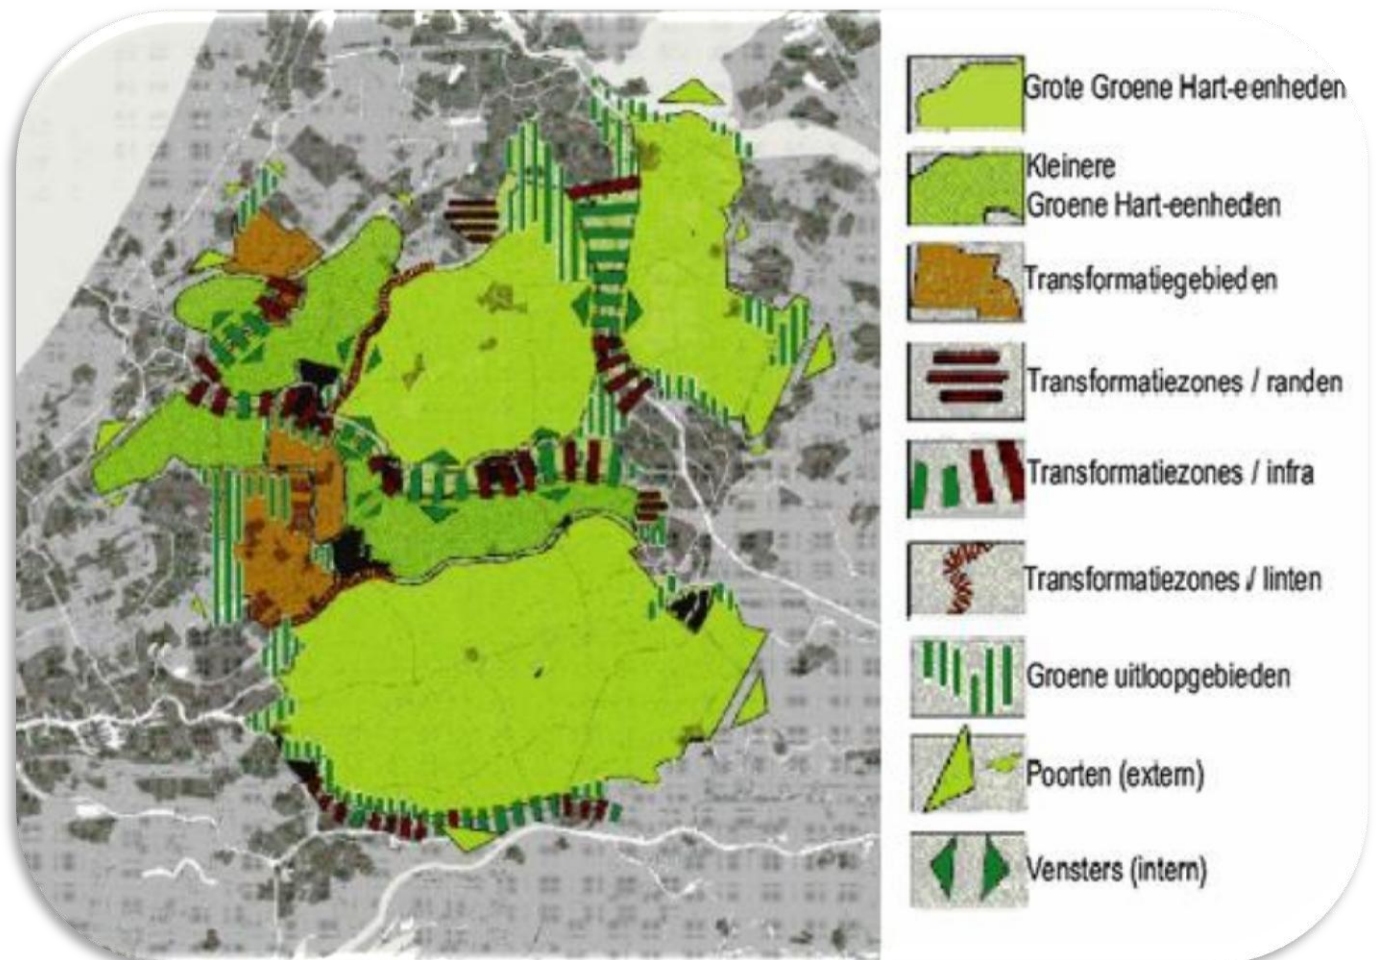 Grote Groene Hart-eenheden
Kleinere
Groene Hart-eenheden
Transformatiegebieden
Transformatiezones / randen
Transformatiezones / infra
Transformatiezones / linten
Groene uitloopgebieden
Poorten (extern)
Vensters (intern)